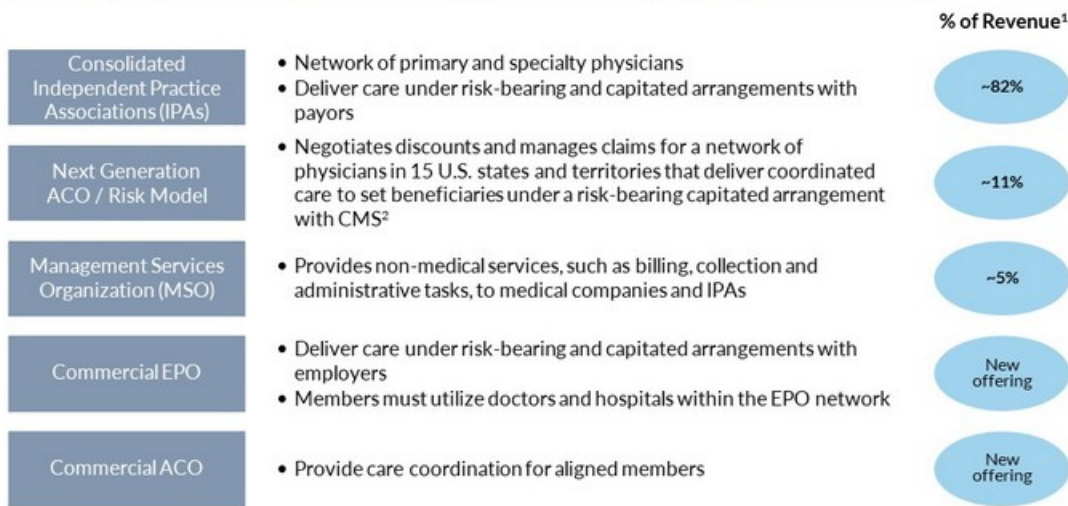 % of Revenue¹
Consolidated
Independent Practice
Associations (IPAs)
• Network of primary and specialty physicians
• Deliver care under risk-bearing and capitated arrangements with
payors
~82%
Next Generation
ACO / Risk Model
• Negotiates discounts and manages claims for a network of
physicians in 15 U.S. states and territories that deliver coordinated
care to set beneficiaries under a risk-bearing capitated arrangement
with CMS²
~11%
Management Services
Organization (MSO)
• Provides non-medical services, such as billing, collection and
administrative tasks, to medical companies and IPAs
~5%
Commercial EPO
• Deliver care under risk-bearing and capitated arrangements with
employers
• Members must utilize doctors and hospitals within the EPO network
New
offering
Commercial ACO
• Provide care coordination for aligned members
New
offering